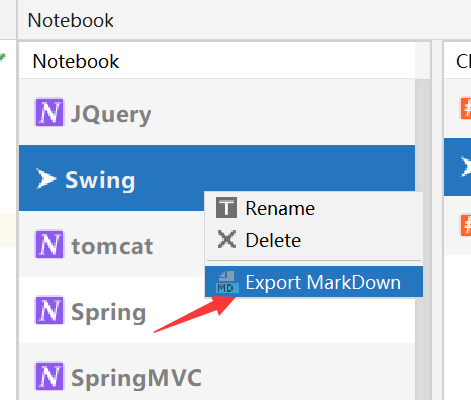 Notebook
Notebook
Cl
N JQuery
Swing
T Rename
N tomcat
Delete
MD Export MarkDown
N Spring
N SpringMVC